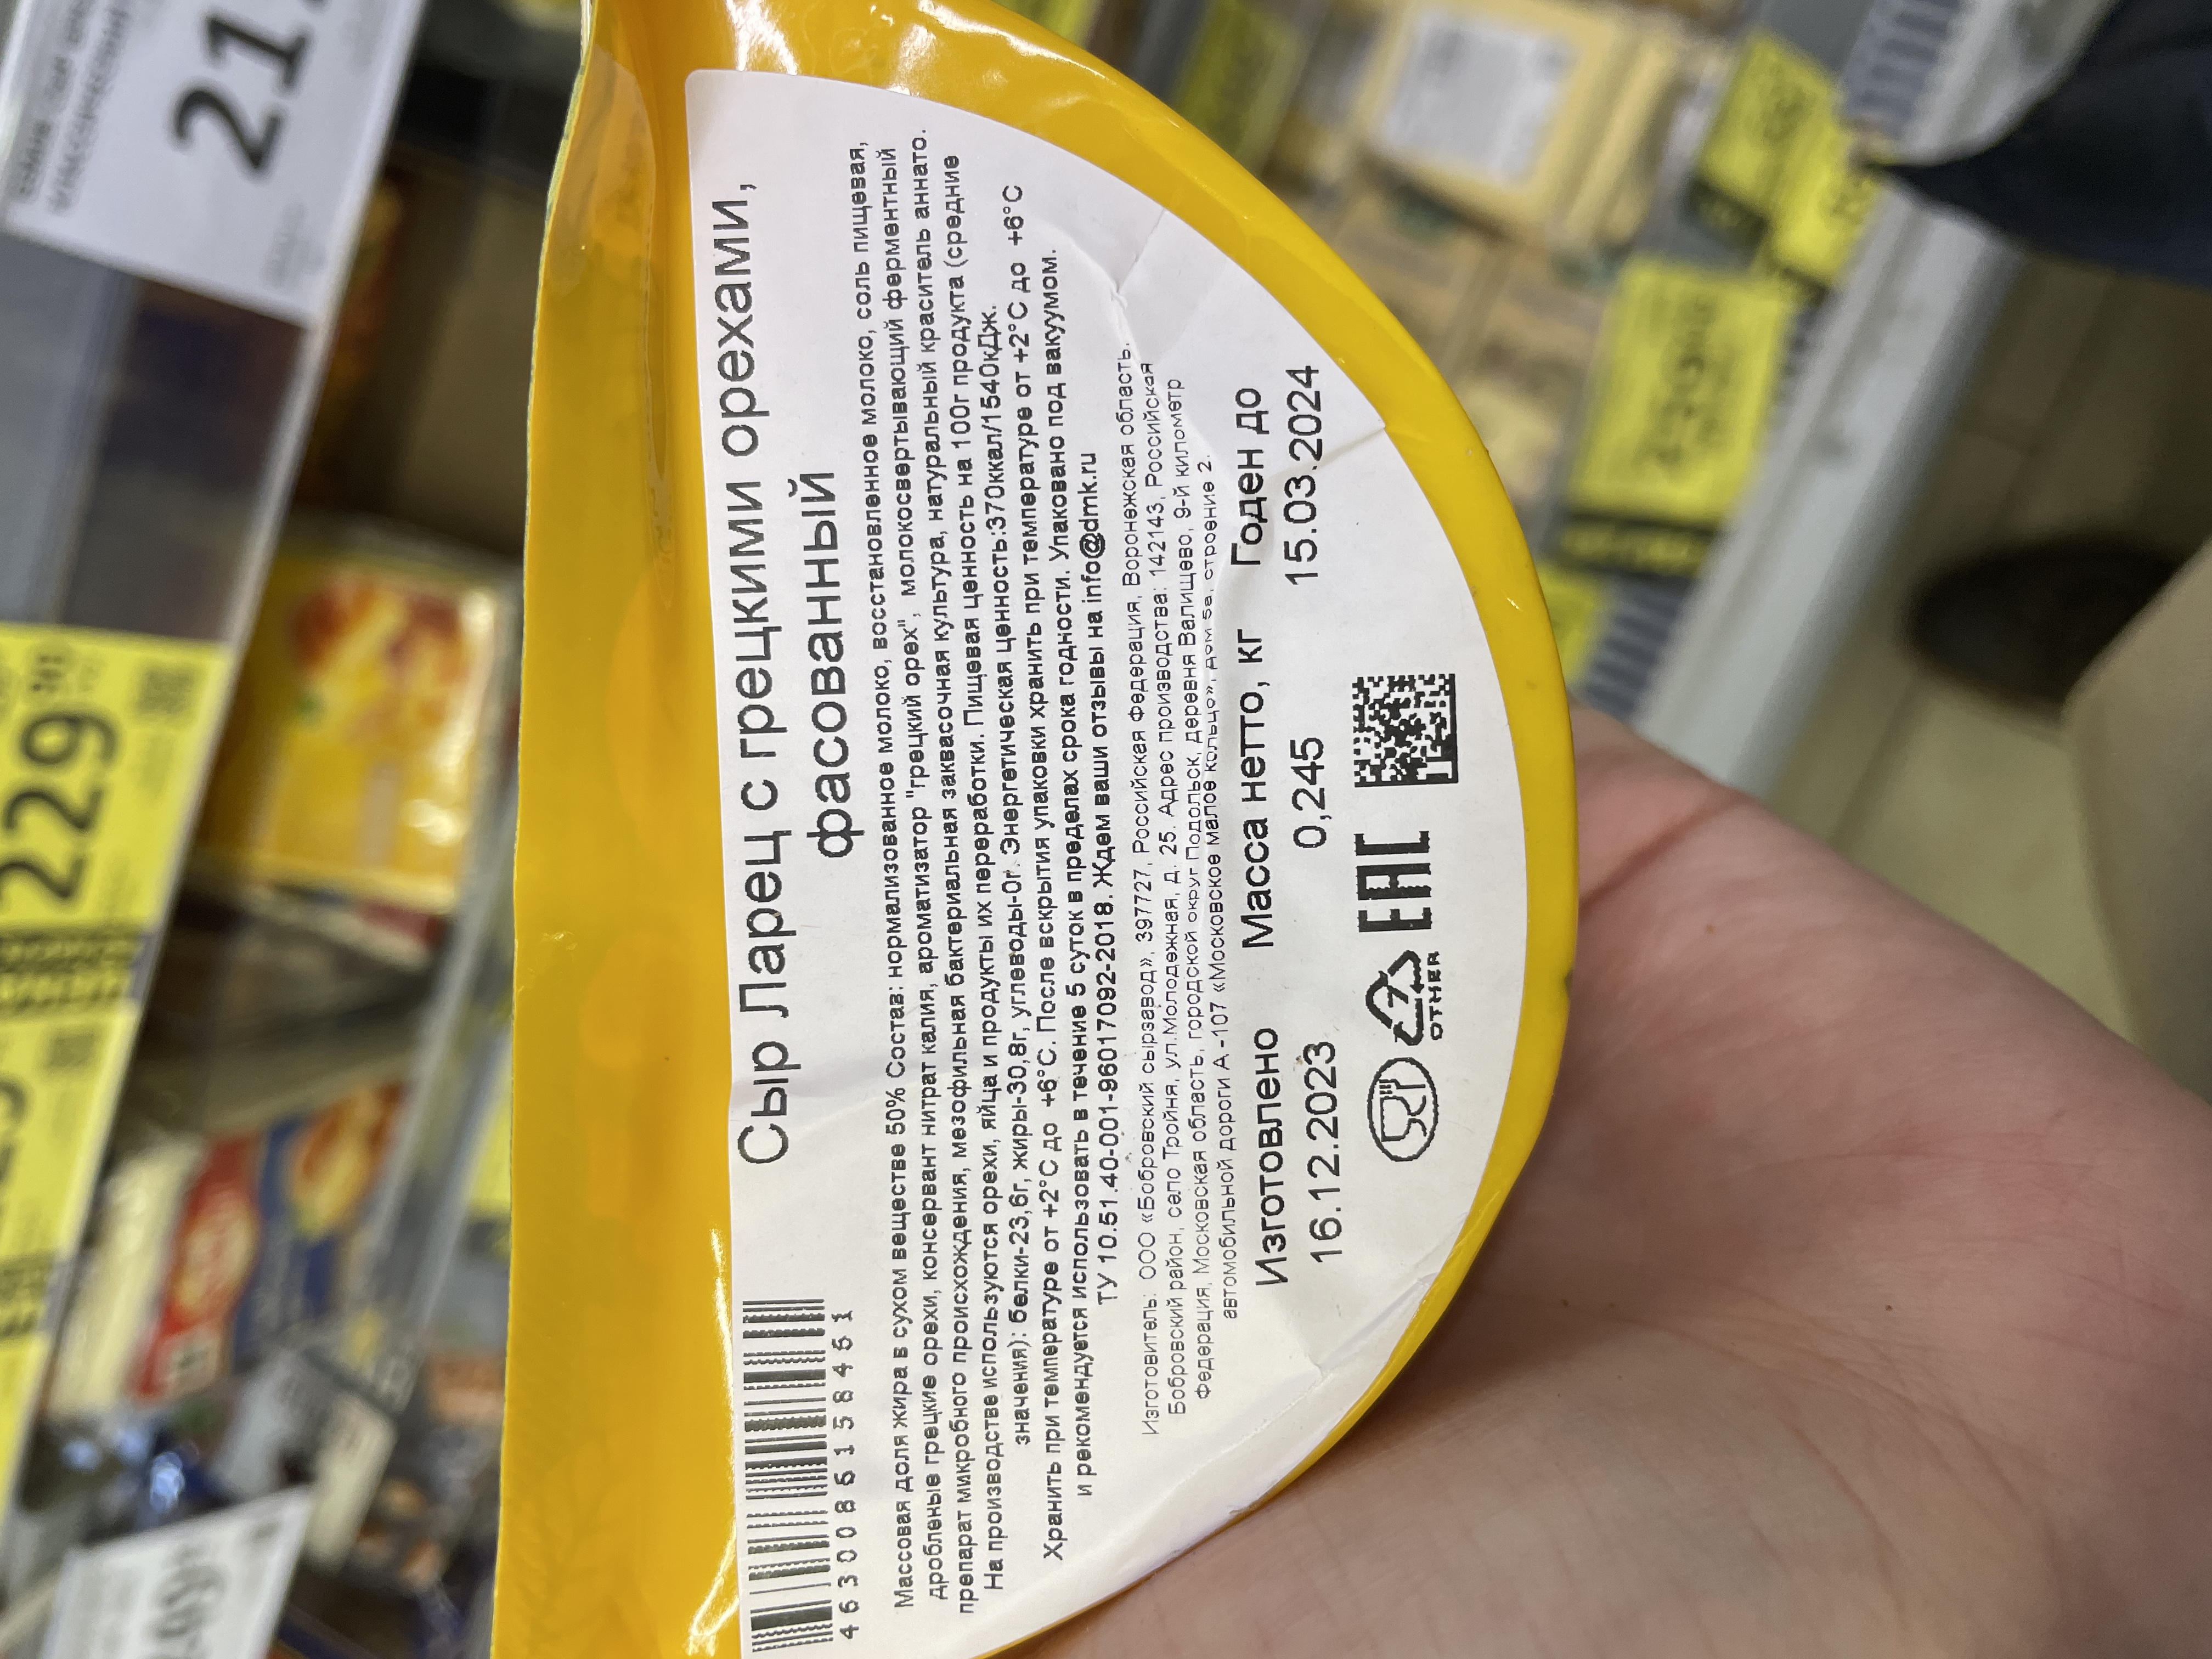 229 90
21
Сыр Ларец с грецкими орехами,
фасованный
4630086158461
Массовая доля жира в сухом веществе 50% Состав: нормализованное молоко, восстановленное молоко, соль пищевая,
дробленые грецкие орехи, консервант нитрат калия, ароматизатор "грецкий орех", молокосвертывающий ферментный
препарат микробного происхождения, мезофильная бактериальная заквасочная культура, натуральный краситель аннато.
На производстве используются орехи, яйца и продукты их переработки. Пищевая ценность на 100г продукта (средние
значения): белки-23,6г, жиры-30,8г, углеводы-0г. Энергетическая ценность:370ккал/1540кДж.
Хранить при температуре от +2°С до +6°С. После вскрытия упаковки хранить при температуре от +2°С до +6°С
и рекомендуется использовать в течение 5 суток в пределах срока годности. Упаковано под вакуумом.
ТУ 10.51.40-001-96017092-2018. Ждем ваши отзывы на info@dmk.ru
Изготовитель: ООО «Бобровский сырзавод», 397727, Российская Федерация, Воронежская область.
Бобровский район, село Тройня, ул.Молодежная, д. 25. Адрес производства: 142143, Российская
Федерация, Московская область, городской округ Подольск, деревня Валищево, 9-й километр
автомобильной дороги А -107 «Московское малое кольцо», дом 5а, строение 2.
Изготовлено Масса нетто, кг Годен до
16.12.2023 0,245 15.03.2024
7
OTHER
EAC